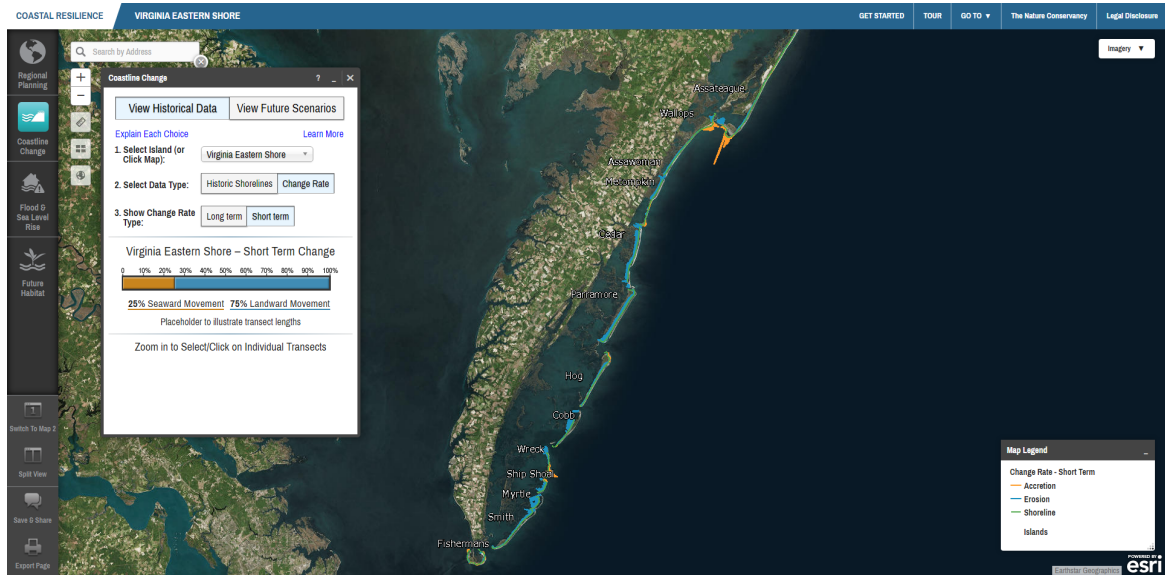 COASTAL RESILIENCE
VIRGINIA EASTERN SHORE
GET STARTED
TOUR
GO TO ▼
The Nature Conservancy
Legal Disclosure
Regional
Planning
Coastline
Change
Flood &
Sea Level
Rise
Future
Habitat
Switch To Map 2
Split View
Save & Share
Export Page
Search by Address
Imagery ▼
Coastline Change
? _ ✕
View Historical Data
View Future Scenarios
Explain Each Choice
Learn More
1. Select Island (or
Click Map):
Virginia Eastern Shore
2. Select Data Type:
Historic Shorelines
Change Rate
3. Show Change Rate
Type:
Long term
Short term
Virginia Eastern Shore – Short Term Change
0 10% 20% 30% 40% 50% 60% 70% 80% 90% 100%
25% Seaward Movement 75% Landward Movement
Placeholder to illustrate transect lengths
Zoom in to Select/Click on Individual Transects
Assateague
Wallops
Assawoman
Metomokin
Cedar
Parramore
Hog
Cobb
Wreck
Ship Shoal
Myrtle
Smith
Fishermans
Map Legend
Change Rate - Short Term
Accretion
Erosion
Shoreline
Islands
Earthstar Geographics
POWERED BY
esri